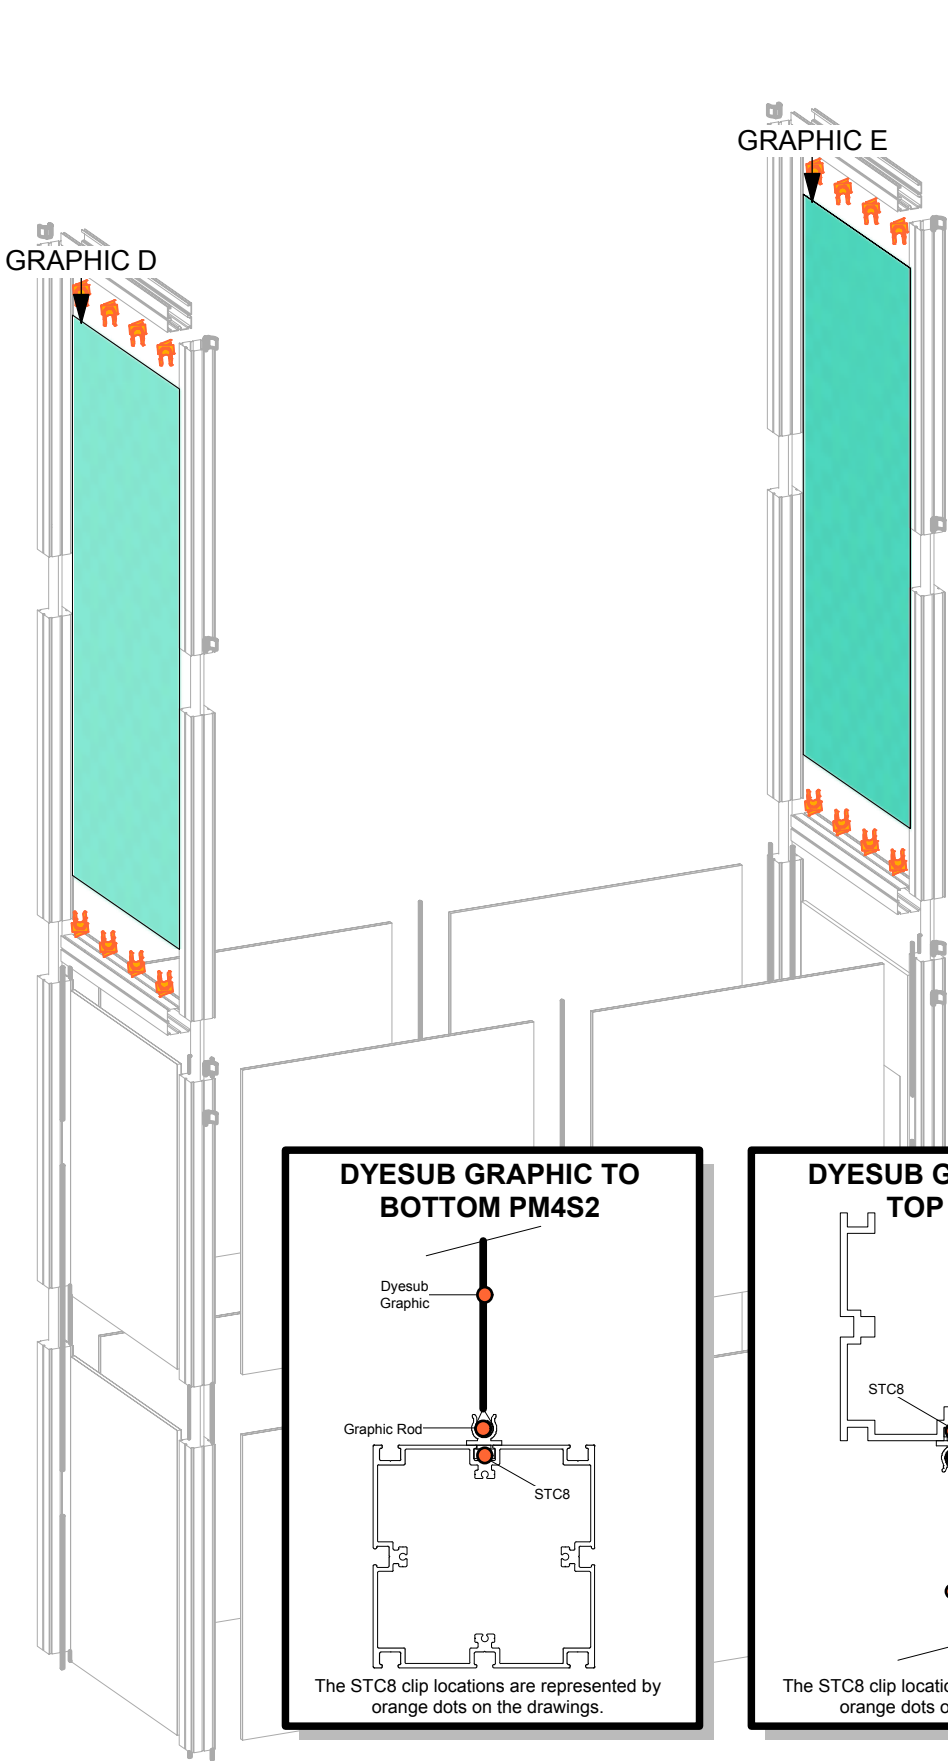 GRAPHIC E
GRAPHIC D
DYESUB GRAPHIC TO
BOTTOM PM4S2
Dyesub
Graphic
Graphic Rod
STC8
The STC8 clip locations are represented by
orange dots on the drawings.
DYESUB G
TOP
STC8
The STC8 clip locatio
orange dots o